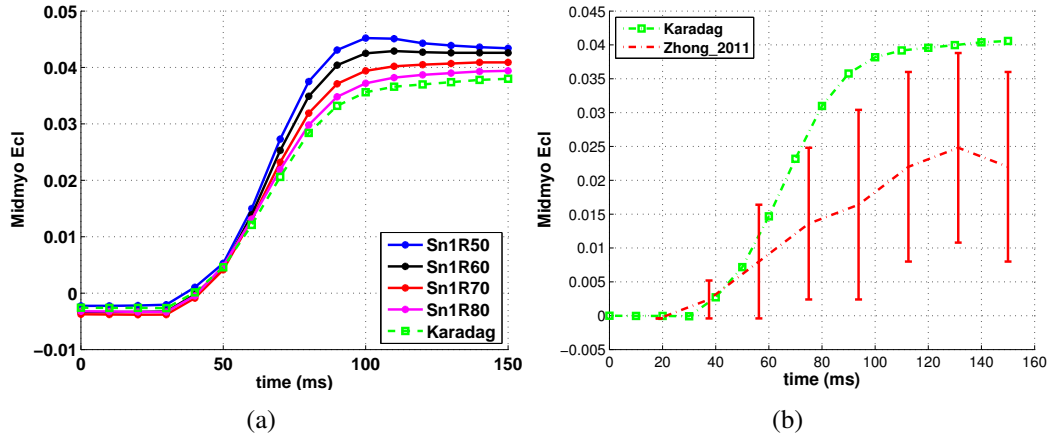 0.05
0.04
0.03
0.02
0.01
0
−0.01
Midmyo Ecl
0 50 100 150
time (ms)
Sn1R50
Sn1R60
Sn1R70
Sn1R80
Karadag
(a)
0.045
0.04
0.035
0.03
0.025
0.02
0.015
0.01
0.005
0
−0.005
Midmyo Ecl
0 20 40 60 80 100 120 140 160
time (ms)
Karadag
Zhong_2011
(b)